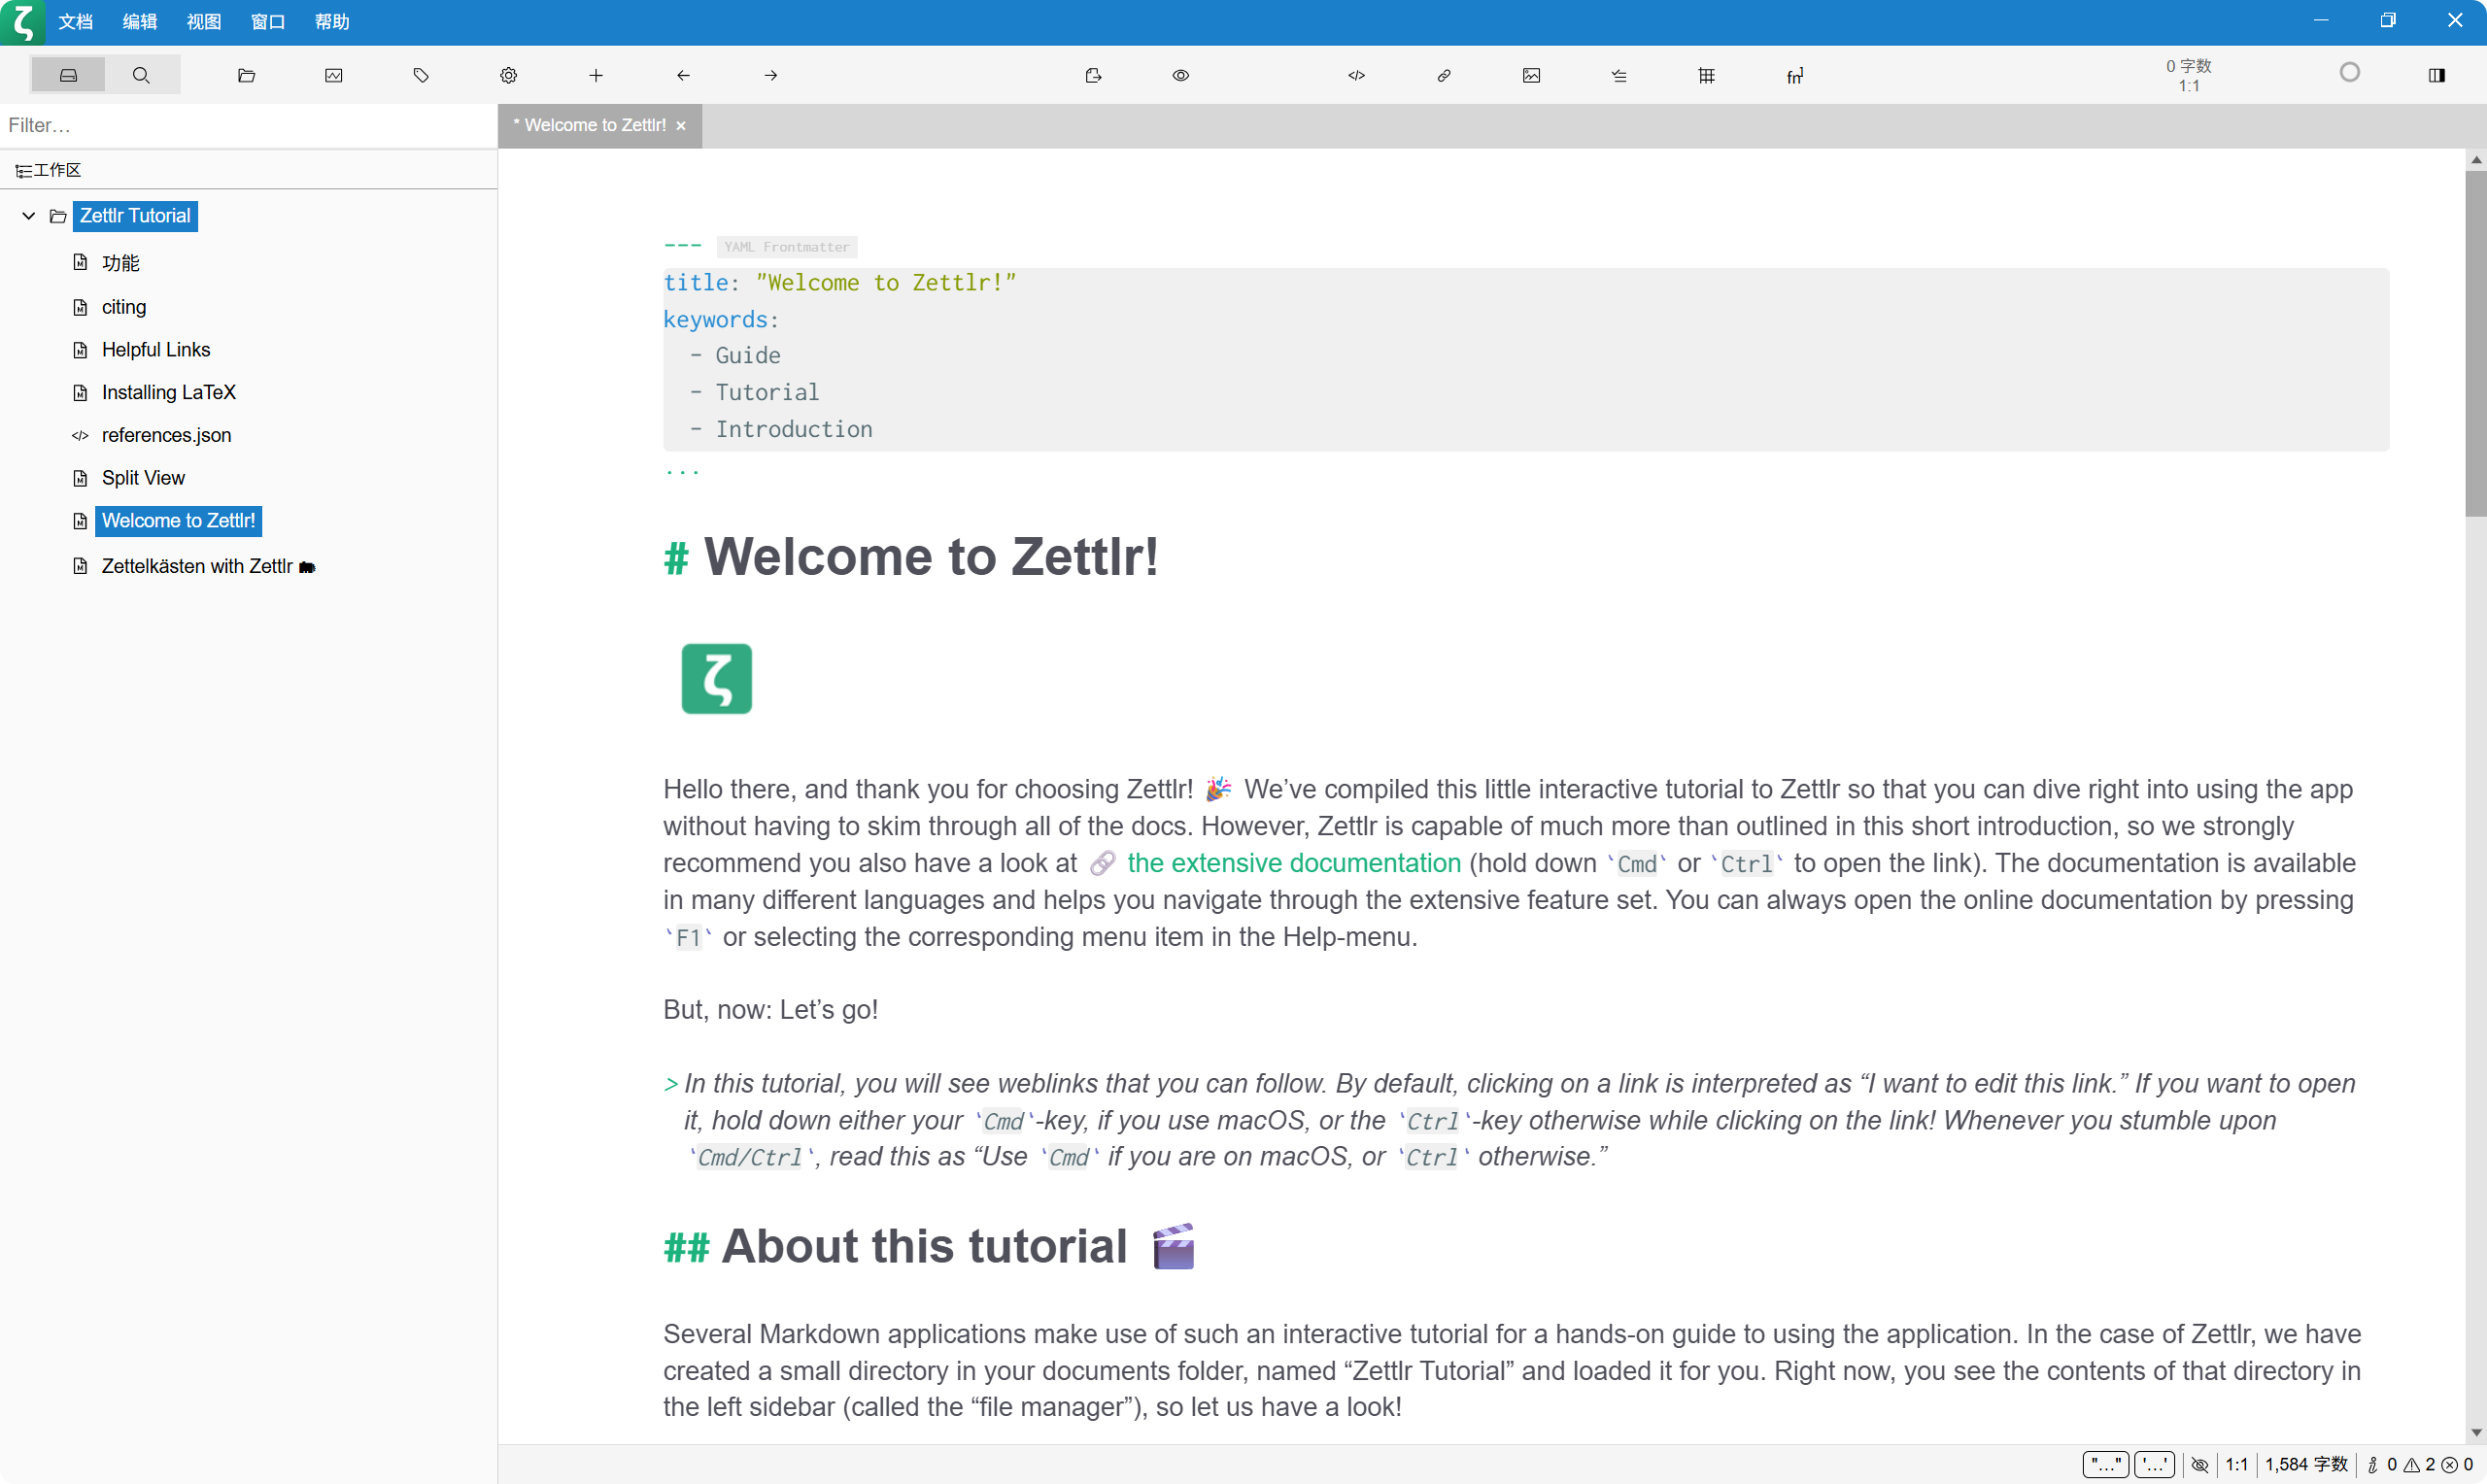 文档 编辑 视图 窗口 帮助
0 字数
1:1
Filter…
* Welcome to Zettlr! ×
工作区
Zettlr Tutorial
功能
citing
Helpful Links
Installing LaTeX
references.json
Split View
Welcome to Zettlr!
Zettelkästen with Zettlr
--- YAML Frontmatter
title: "Welcome to Zettlr!"
keywords:
- Guide
- Tutorial
- Introduction
...
# Welcome to Zettlr!
Hello there, and thank you for choosing Zettlr! 🎉 We’ve compiled this little interactive tutorial to Zettlr so that you can dive right into using the app
without having to skim through all of the docs. However, Zettlr is capable of much more than outlined in this short introduction, so we strongly
recommend you also have a look at 🔗 the extensive documentation (hold down `Cmd` or `Ctrl` to open the link). The documentation is available
in many different languages and helps you navigate through the extensive feature set. You can always open the online documentation by pressing
`F1` or selecting the corresponding menu item in the Help-menu.
But, now: Let’s go!
> In this tutorial, you will see weblinks that you can follow. By default, clicking on a link is interpreted as “I want to edit this link.” If you want to open
it, hold down either your `Cmd`-key, if you use macOS, or the `Ctrl`-key otherwise while clicking on the link! Whenever you stumble upon
`Cmd/Ctrl`, read this as “Use `Cmd` if you are on macOS, or `Ctrl` otherwise.”
## About this tutorial 🎬
Several Markdown applications make use of such an interactive tutorial for a hands-on guide to using the application. In the case of Zettlr, we have
created a small directory in your documents folder, named “Zettlr Tutorial” and loaded it for you. Right now, you see the contents of that directory in
the left sidebar (called the “file manager”), so let us have a look!
"…" '…' 1:1 1,584 字数 0 2 0